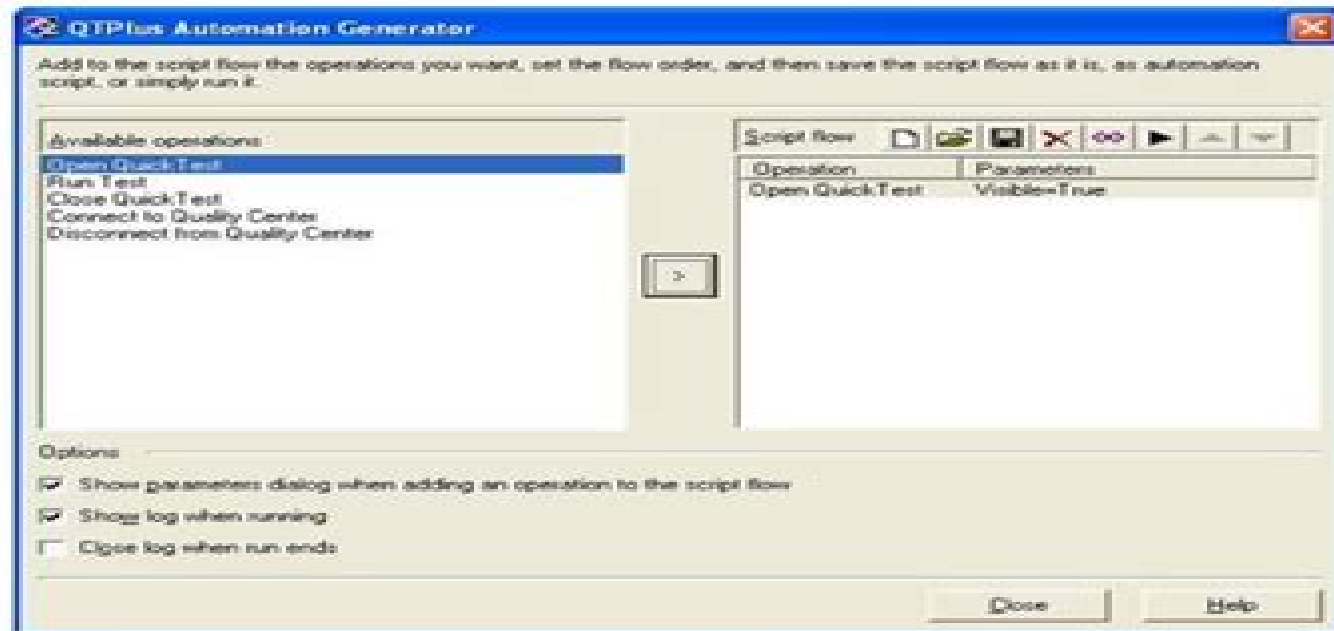 QTPlus Automation Generator
Add to the script flow the operations you want, set the flow order, and then save the script flow as it is, as automation
script, or simply run it.
Available operations
Open QuickTest
Run Test
Close QuickTest
Connect to Quality Center
Disconnect from Quality Center
>
Script flow
Operation Parameters
Open QuickTest Visible=True
Options
Show parameters dialog when adding an operation to the script flow
Show log when running
Close log when run ends
Close Help